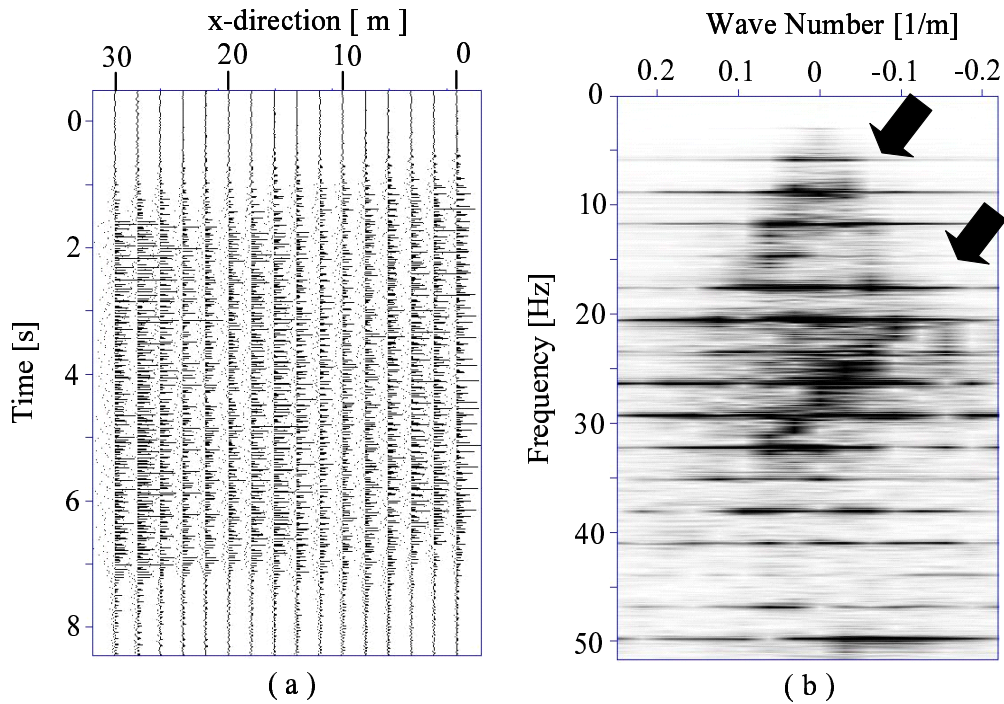 x-direction [ m ]
30 20 10 0
Time [s]
0
2
4
6
8
( a )
Wave Number [1/m]
0.2 0.1 0 -0.1 -0.2
Frequency [Hz]
0
10
20
30
40
50
( b )